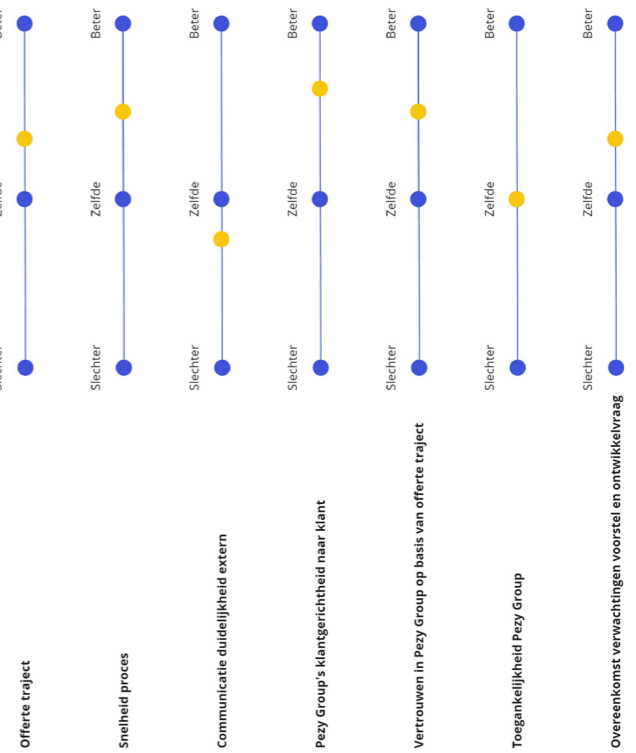 Slechter Zelfde Beter
Offerte traject
Slechter Zelfde Beter
Snelheid proces
Slechter Zelfde Beter
Communicatie duidelijkheid extern
Slechter Zelfde Beter
Pezy Group's klantgerichtheid naar klant
Slechter Zelfde Beter
Vertrouwen in Pezy Group op basis van offerte traject
Slechter Zelfde Beter
Toegankelijkheid Pezy Group
Slechter Zelfde Beter
Overeenkomst verwachtingen voorstel en ontwikkelvraag